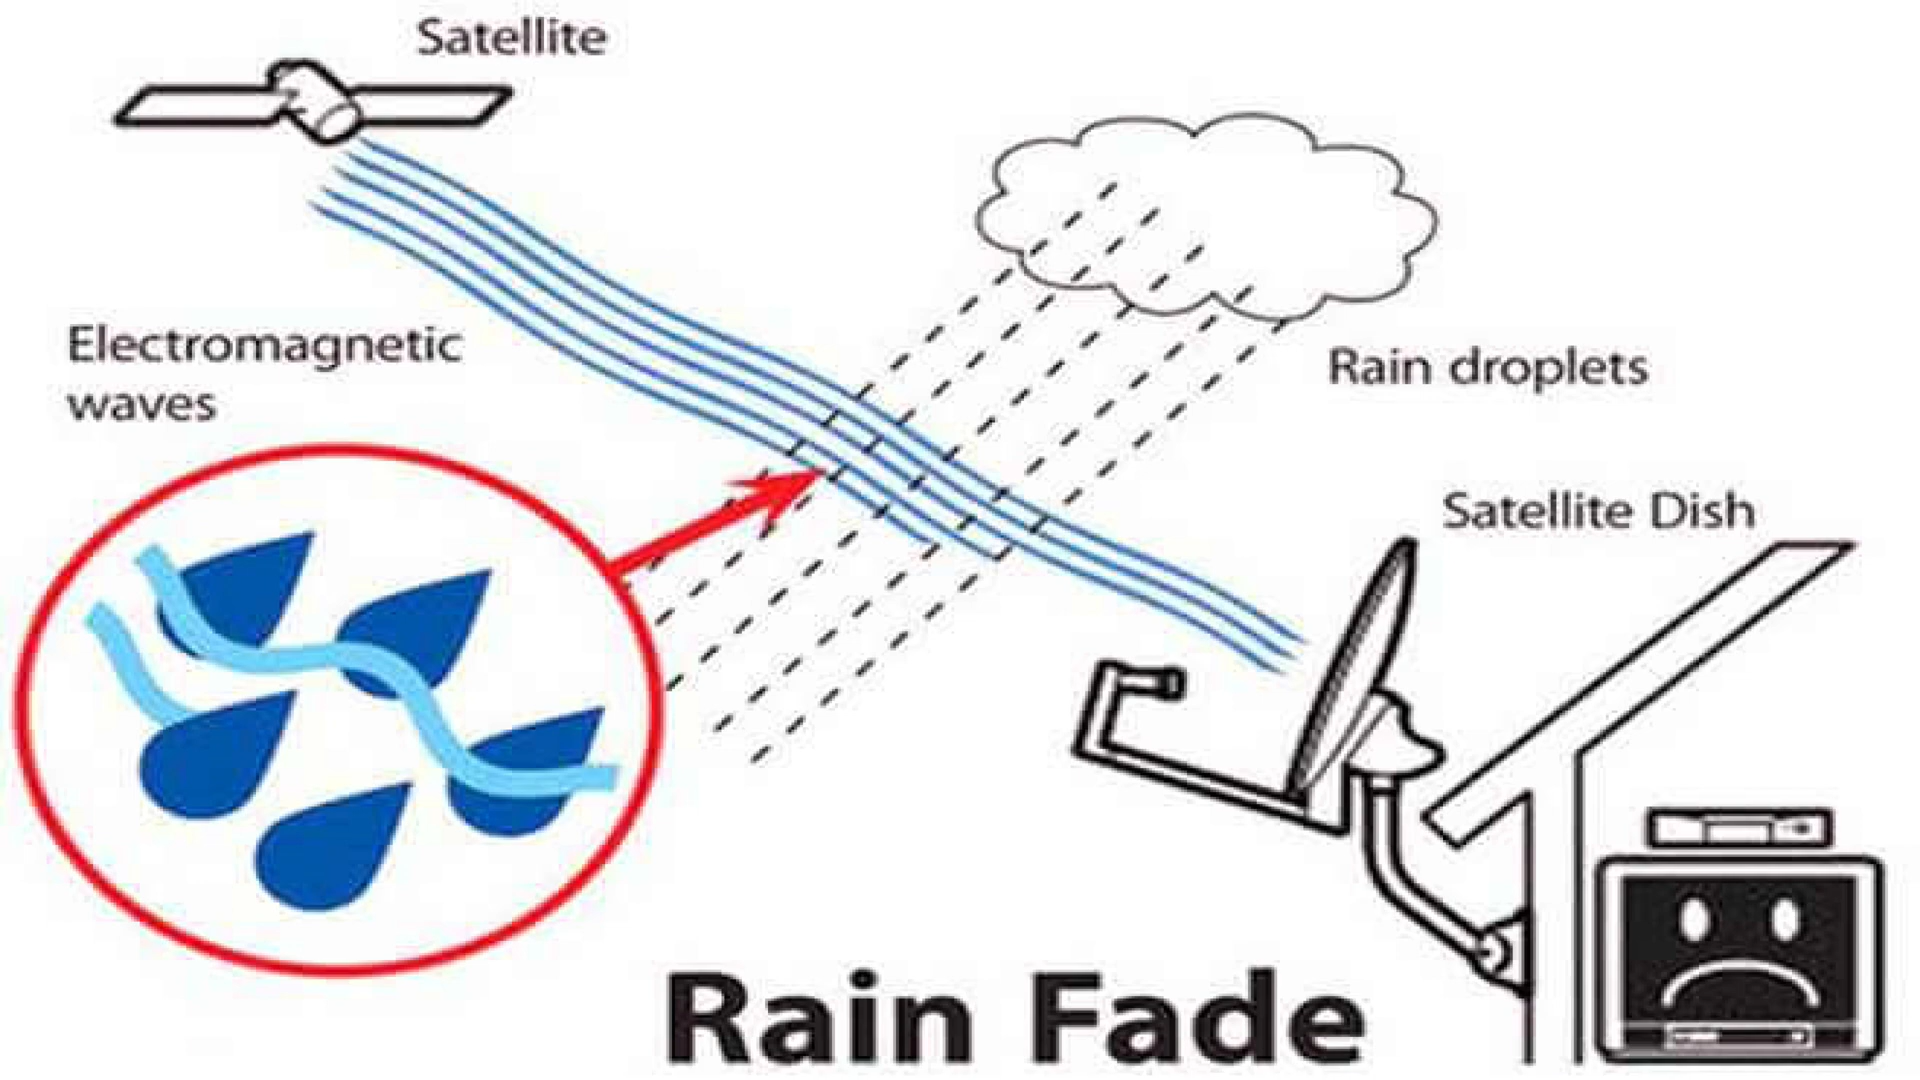 Satellite
Electromagnetic
waves
Rain droplets
Satellite Dish
Rain Fade